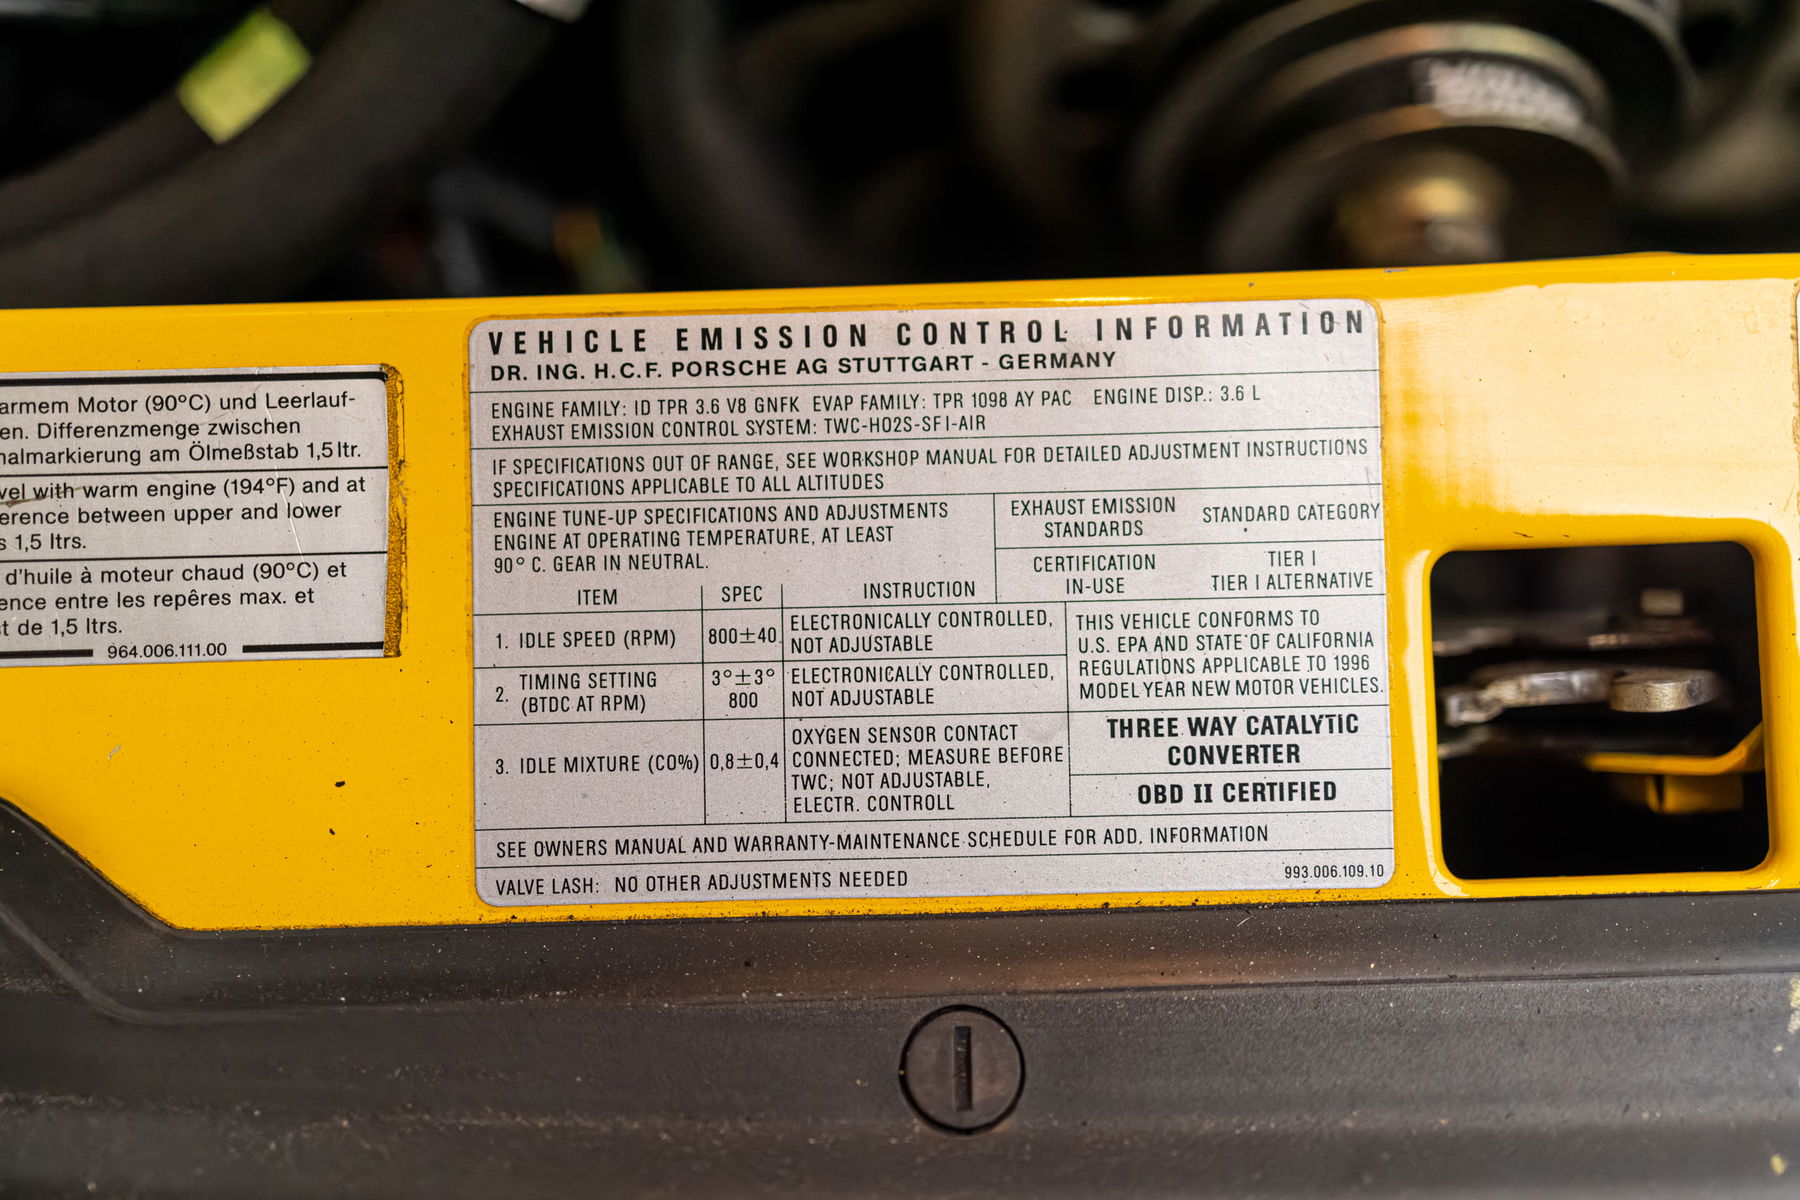 armem Motor (90°C) und Leerlauf-
en. Differenzmenge zwischen
nalmarkierung am Ölmeßstab 1,5 ltr.
vel with warm engine (194°F) and at
erence between upper and lower
s 1,5 ltrs.
d'huile à moteur chaud (90°C) et
ence entre les repêres max. et
t de 1,5 ltrs.
964.006.111.00
VEHICLE EMISSION CONTROL INFORMATION
DR. ING. H.C.F. PORSCHE AG STUTTGART - GERMANY
ENGINE FAMILY: ID TPR 3.6 V8 GNFK EVAP FAMILY: TPR 1098 AY PAC ENGINE DISP.: 3.6 L
EXHAUST EMISSION CONTROL SYSTEM: TWC-HO2S-SFI-AIR
IF SPECIFICATIONS OUT OF RANGE, SEE WORKSHOP MANUAL FOR DETAILED ADJUSTMENT INSTRUCTIONS
SPECIFICATIONS APPLICABLE TO ALL ALTITUDES
ENGINE TUNE-UP SPECIFICATIONS AND ADJUSTMENTS
ENGINE AT OPERATING TEMPERATURE, AT LEAST
90° C. GEAR IN NEUTRAL.
EXHAUST EMISSION STANDARDS
STANDARD CATEGORY
CERTIFICATION
IN-USE
TIER I
TIER I ALTERNATIVE
ITEM SPEC INSTRUCTION
1. IDLE SPEED (RPM)
800±40
ELECTRONICALLY CONTROLLED,
NOT ADJUSTABLE
2. TIMING SETTING
(BTDC AT RPM)
3°±3°
800
ELECTRONICALLY CONTROLLED,
NOT ADJUSTABLE
3. IDLE MIXTURE (CO%)
0,8±0,4
OXYGEN SENSOR CONTACT
CONNECTED; MEASURE BEFORE
TWC; NOT ADJUSTABLE,
ELECTR. CONTROLL
THIS VEHICLE CONFORMS TO
U.S. EPA AND STATE OF CALIFORNIA
REGULATIONS APPLICABLE TO 1996
MODEL YEAR NEW MOTOR VEHICLES.
THREE WAY CATALYTIC
CONVERTER
OBD II CERTIFIED
SEE OWNERS MANUAL AND WARRANTY-MAINTENANCE SCHEDULE FOR ADD. INFORMATION
VALVE LASH: NO OTHER ADJUSTMENTS NEEDED
993.006.109.10